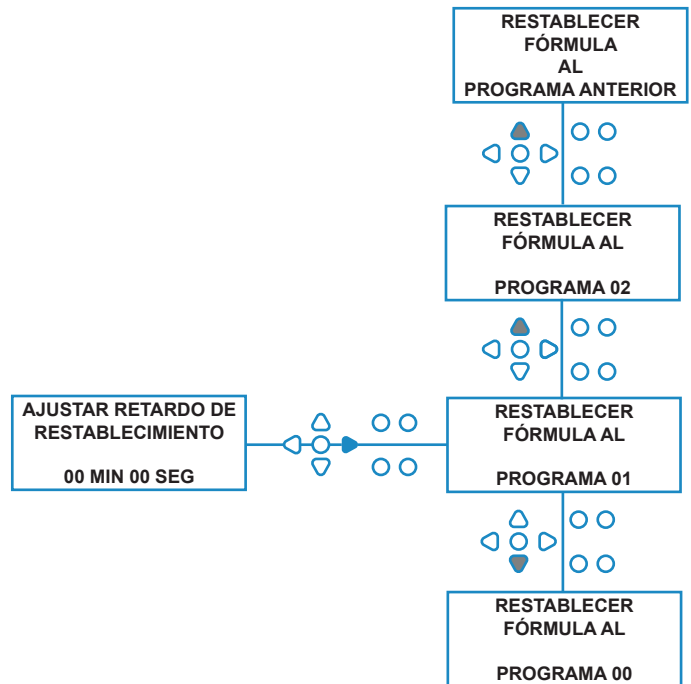 RESTABLECER
FÓRMULA
AL
PROGRAMA ANTERIOR
RESTABLECER
FÓRMULA AL
PROGRAMA 02
AJUSTAR RETARDO DE
RESTABLECIMIENTO
00 MIN 00 SEG
RESTABLECER
FÓRMULA AL
PROGRAMA 01
RESTABLECER
FÓRMULA AL
PROGRAMA 00